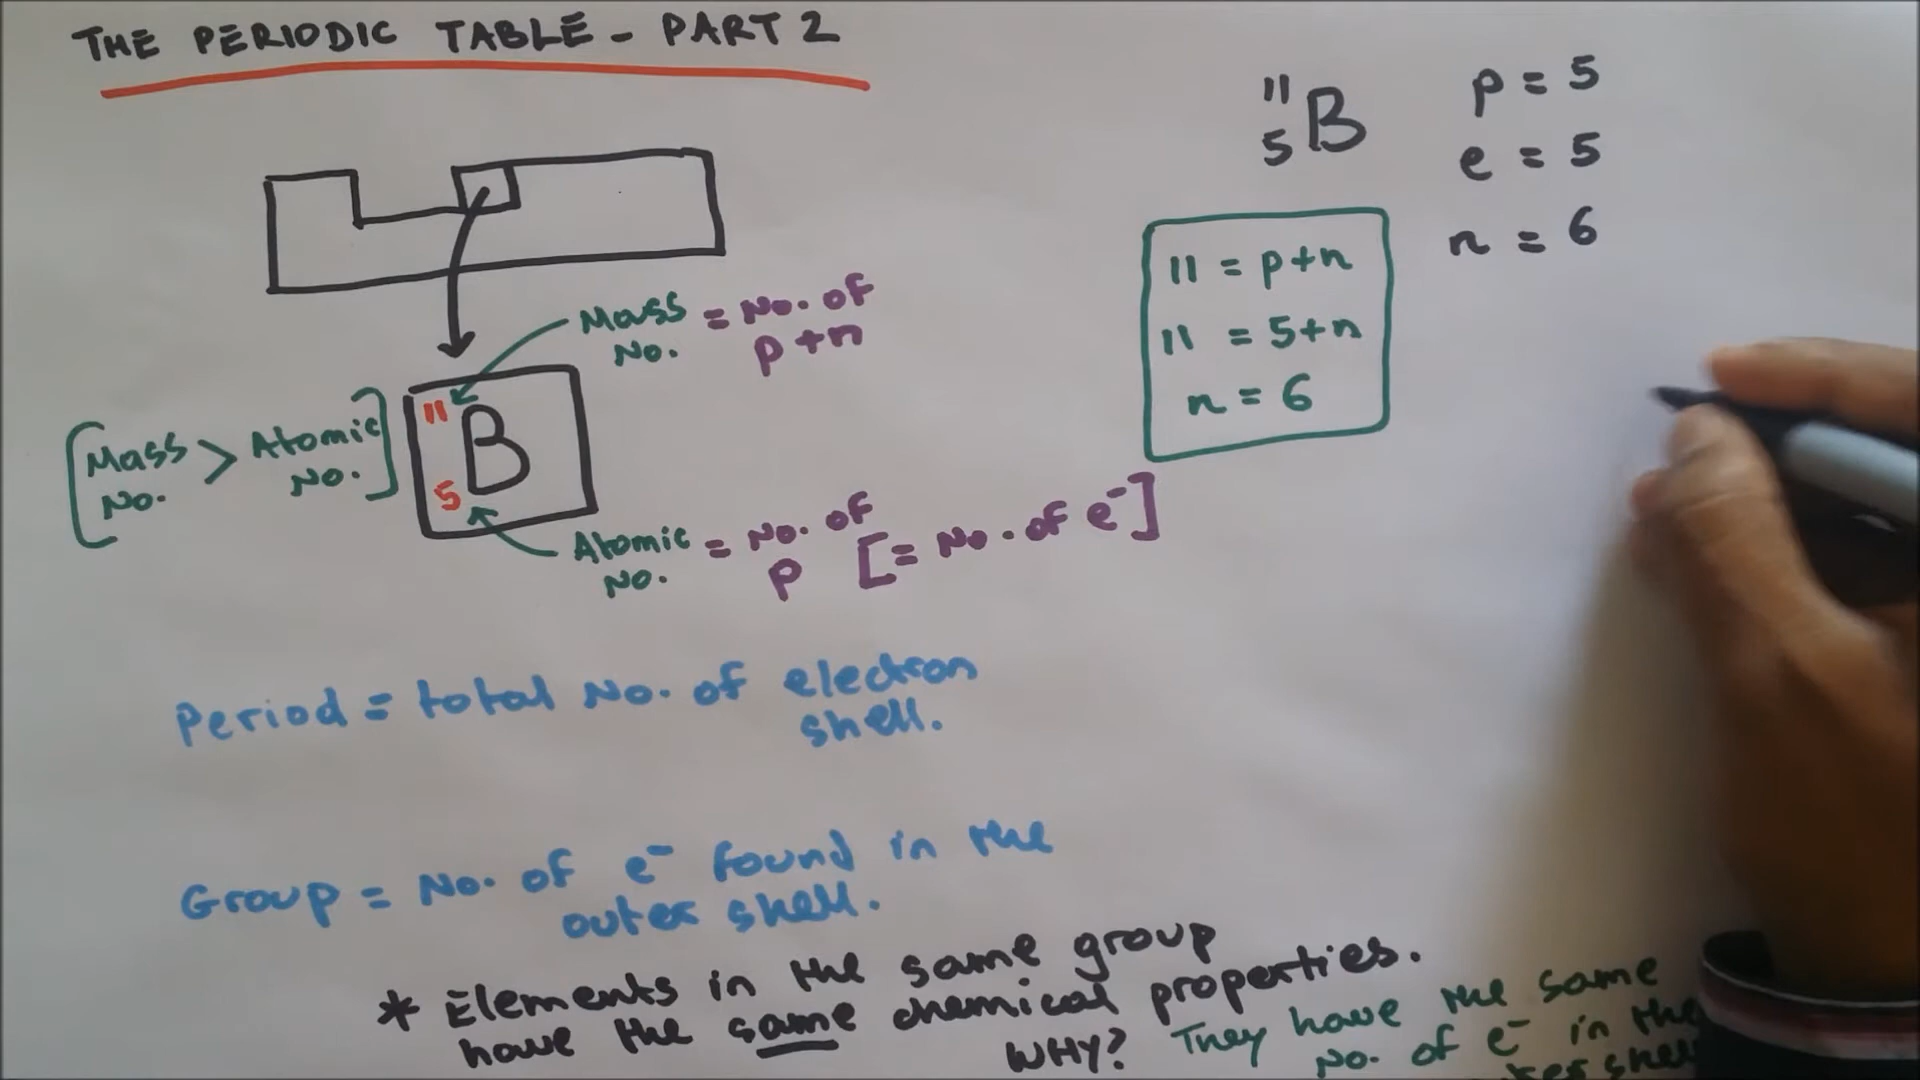 THE PERIODIC TABLE - PART 2
11
5 B
p = 5
e = 5
n = 6
11 = p+n
11 = 5+n
n = 6
Mass No. = No. of p+n
[Mass No. > Atomic No.]
11
5 B
Atomic No. = No. of p [= No. of e⁻]
Period = total No. of electron
shell.
Group = No. of e⁻ found in the
outer shell.
* Elements in the same group
have the same chemical properties.
WHY? They have the same
No. of e⁻ in the